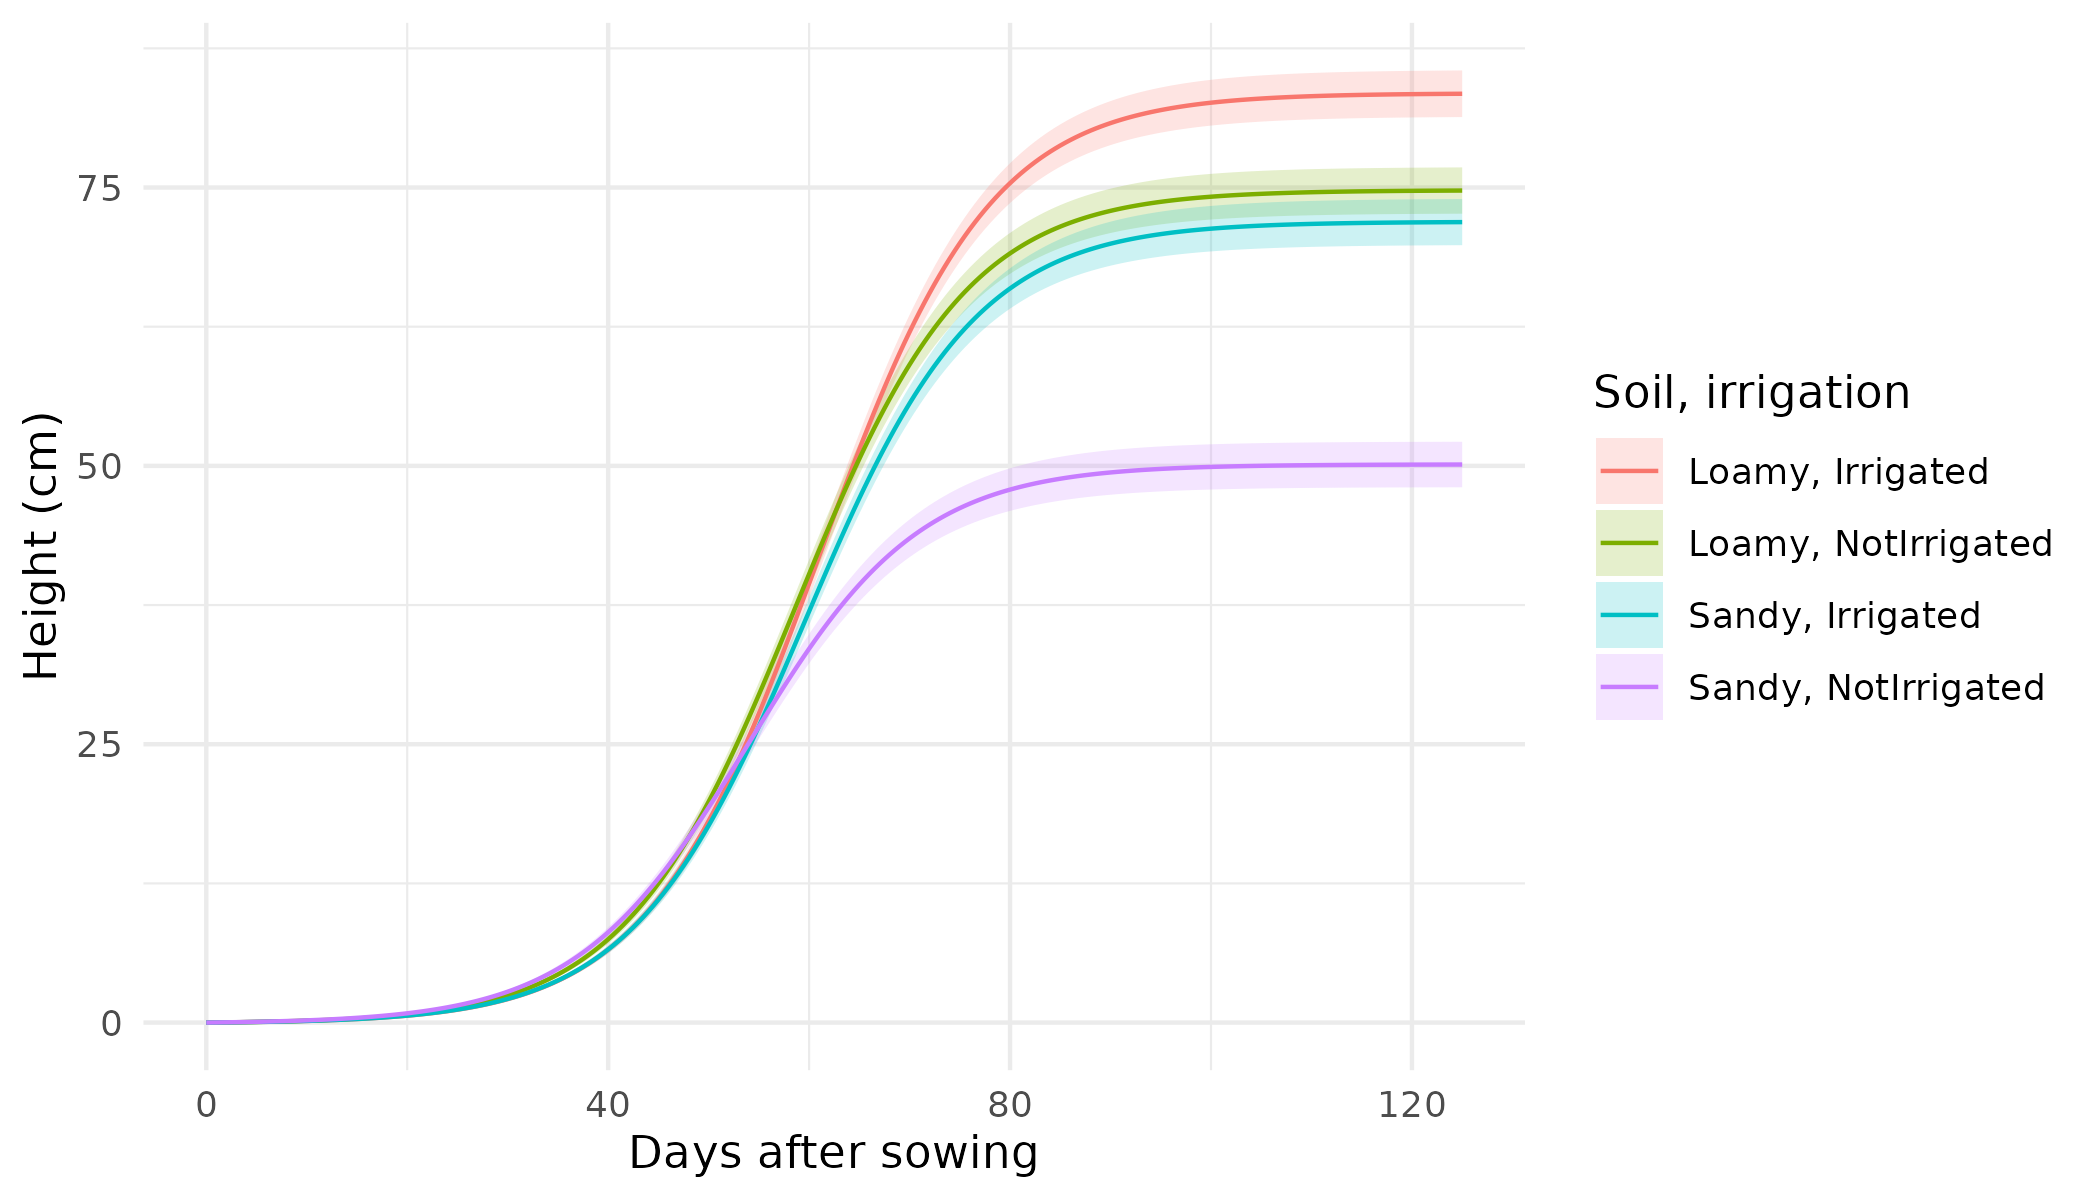 75
50
25
0
Height (cm)
0 40 80 120
Days after sowing
Soil, irrigation
Loamy, Irrigated
Loamy, NotIrrigated
Sandy, Irrigated
Sandy, NotIrrigated